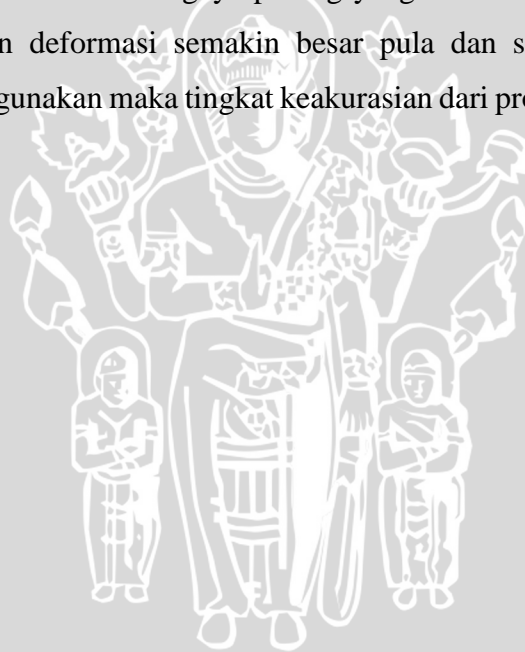 n deformasi semakin besar pula dan s
gunakan maka tingkat keakurasian dari pro